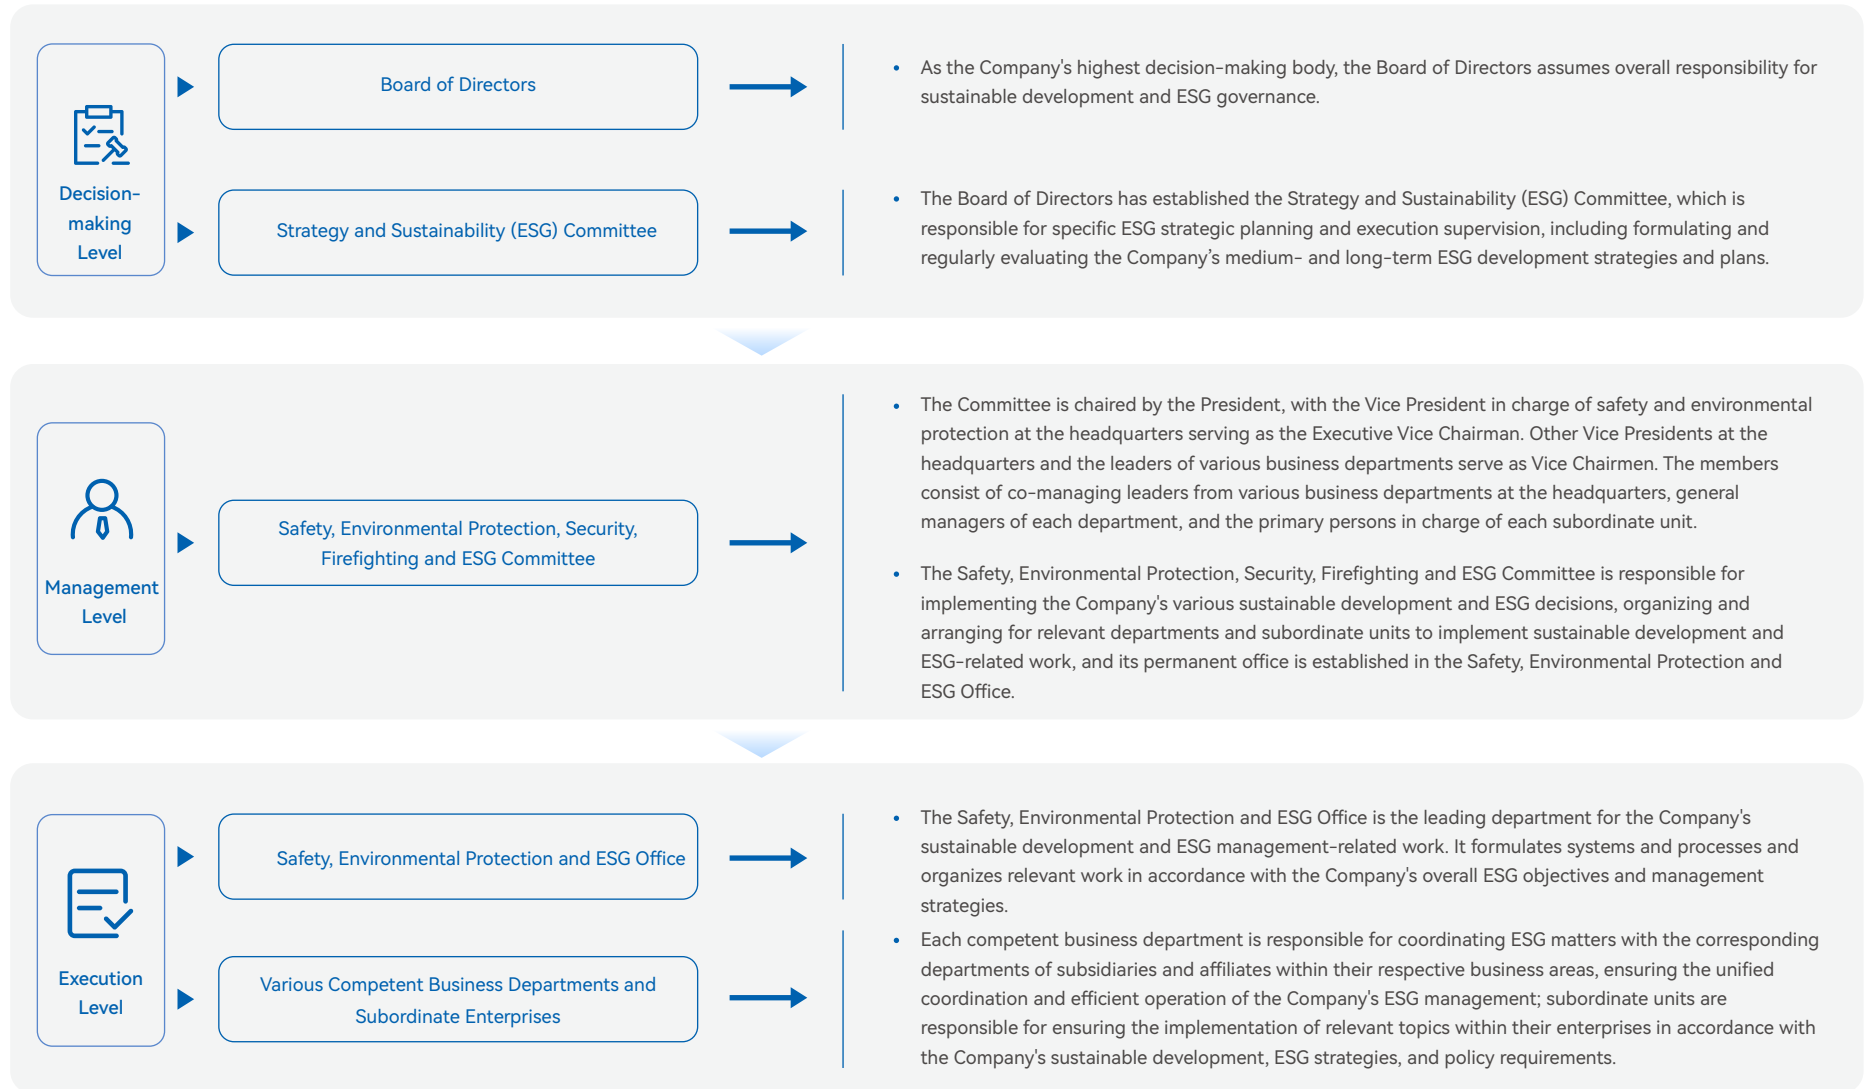 Decision-
making
Level
Board of Directors
• As the Company's highest decision-making body, the Board of Directors assumes overall responsibility for
sustainable development and ESG governance.
Strategy and Sustainability (ESG) Committee
• The Board of Directors has established the Strategy and Sustainability (ESG) Committee, which is
responsible for specific ESG strategic planning and execution supervision, including formulating and
regularly evaluating the Company’s medium- and long-term ESG development strategies and plans.
Management
Level
Safety, Environmental Protection, Security,
Firefighting and ESG Committee
• The Committee is chaired by the President, with the Vice President in charge of safety and environmental
protection at the headquarters serving as the Executive Vice Chairman. Other Vice Presidents at the
headquarters and the leaders of various business departments serve as Vice Chairmen. The members
consist of co-managing leaders from various business departments at the headquarters, general
managers of each department, and the primary persons in charge of each subordinate unit.
• The Safety, Environmental Protection, Security, Firefighting and ESG Committee is responsible for
implementing the Company's various sustainable development and ESG decisions, organizing and
arranging for relevant departments and subordinate units to implement sustainable development and
ESG-related work, and its permanent office is established in the Safety, Environmental Protection and
ESG Office.
Execution
Level
Safety, Environmental Protection and ESG Office
• The Safety, Environmental Protection and ESG Office is the leading department for the Company's
sustainable development and ESG management-related work. It formulates systems and processes and
organizes relevant work in accordance with the Company's overall ESG objectives and management
strategies.
Various Competent Business Departments and
Subordinate Enterprises
• Each competent business department is responsible for coordinating ESG matters with the corresponding
departments of subsidiaries and affiliates within their respective business areas, ensuring the unified
coordination and efficient operation of the Company's ESG management; subordinate units are
responsible for ensuring the implementation of relevant topics within their enterprises in accordance with
the Company's sustainable development, ESG strategies, and policy requirements.